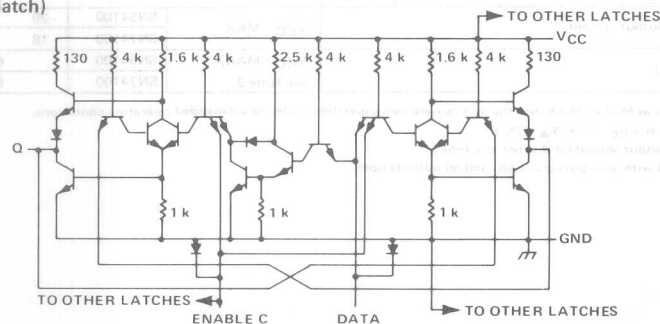 latch)
TO OTHER LATCHES
VCC
130 4 k 1.6 k 4 k 2.5 k 4 k 4 k 1.6 k 4 k 130
Q
1 k 1 k 1 k
GND
TO OTHER LATCHES
TO OTHER LATCHES
ENABLE C DATA